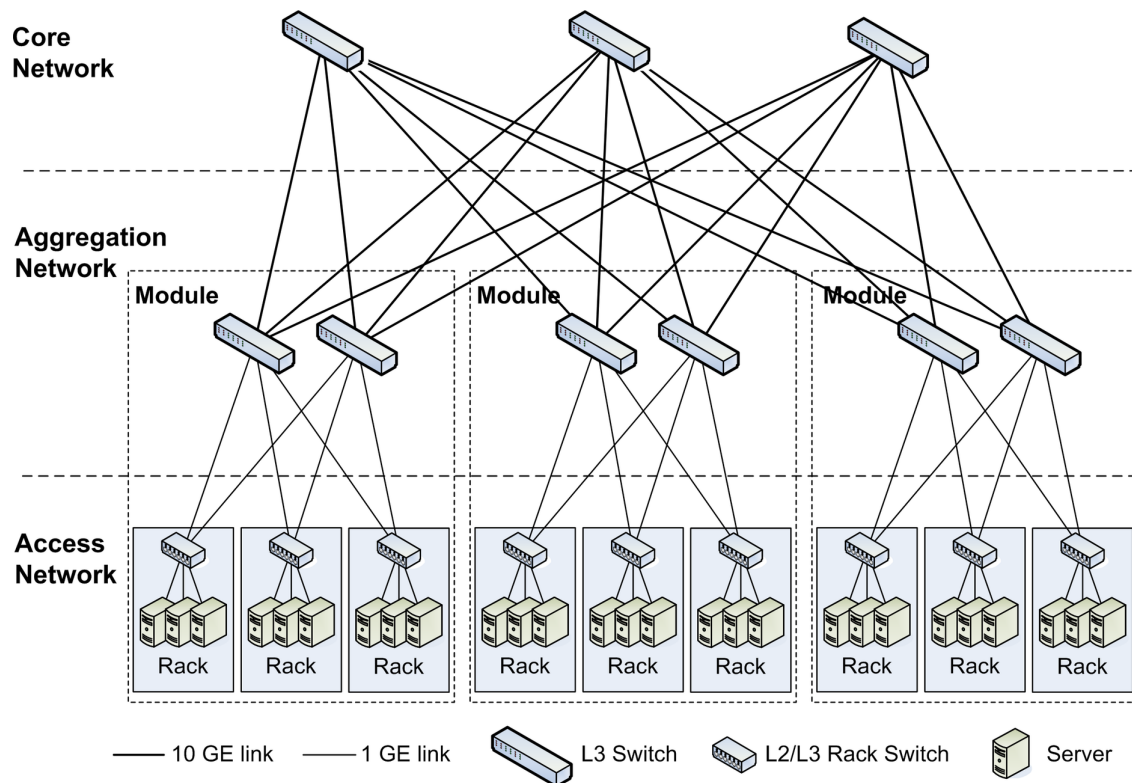 Core
Network
Aggregation
Network
Module
Module
Module
Access
Network
Rack
Rack
Rack
Rack
Rack
Rack
Rack
Rack
Rack
10 GE link
1 GE link
L3 Switch
L2/L3 Rack Switch
Server